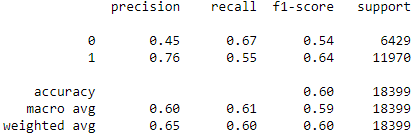 precision recall f1-score support
0 0.45 0.67 0.54 6429
1 0.76 0.55 0.64 11970
accuracy 0.60 18399
macro avg 0.60 0.61 0.59 18399
weighted avg 0.65 0.60 0.60 18399